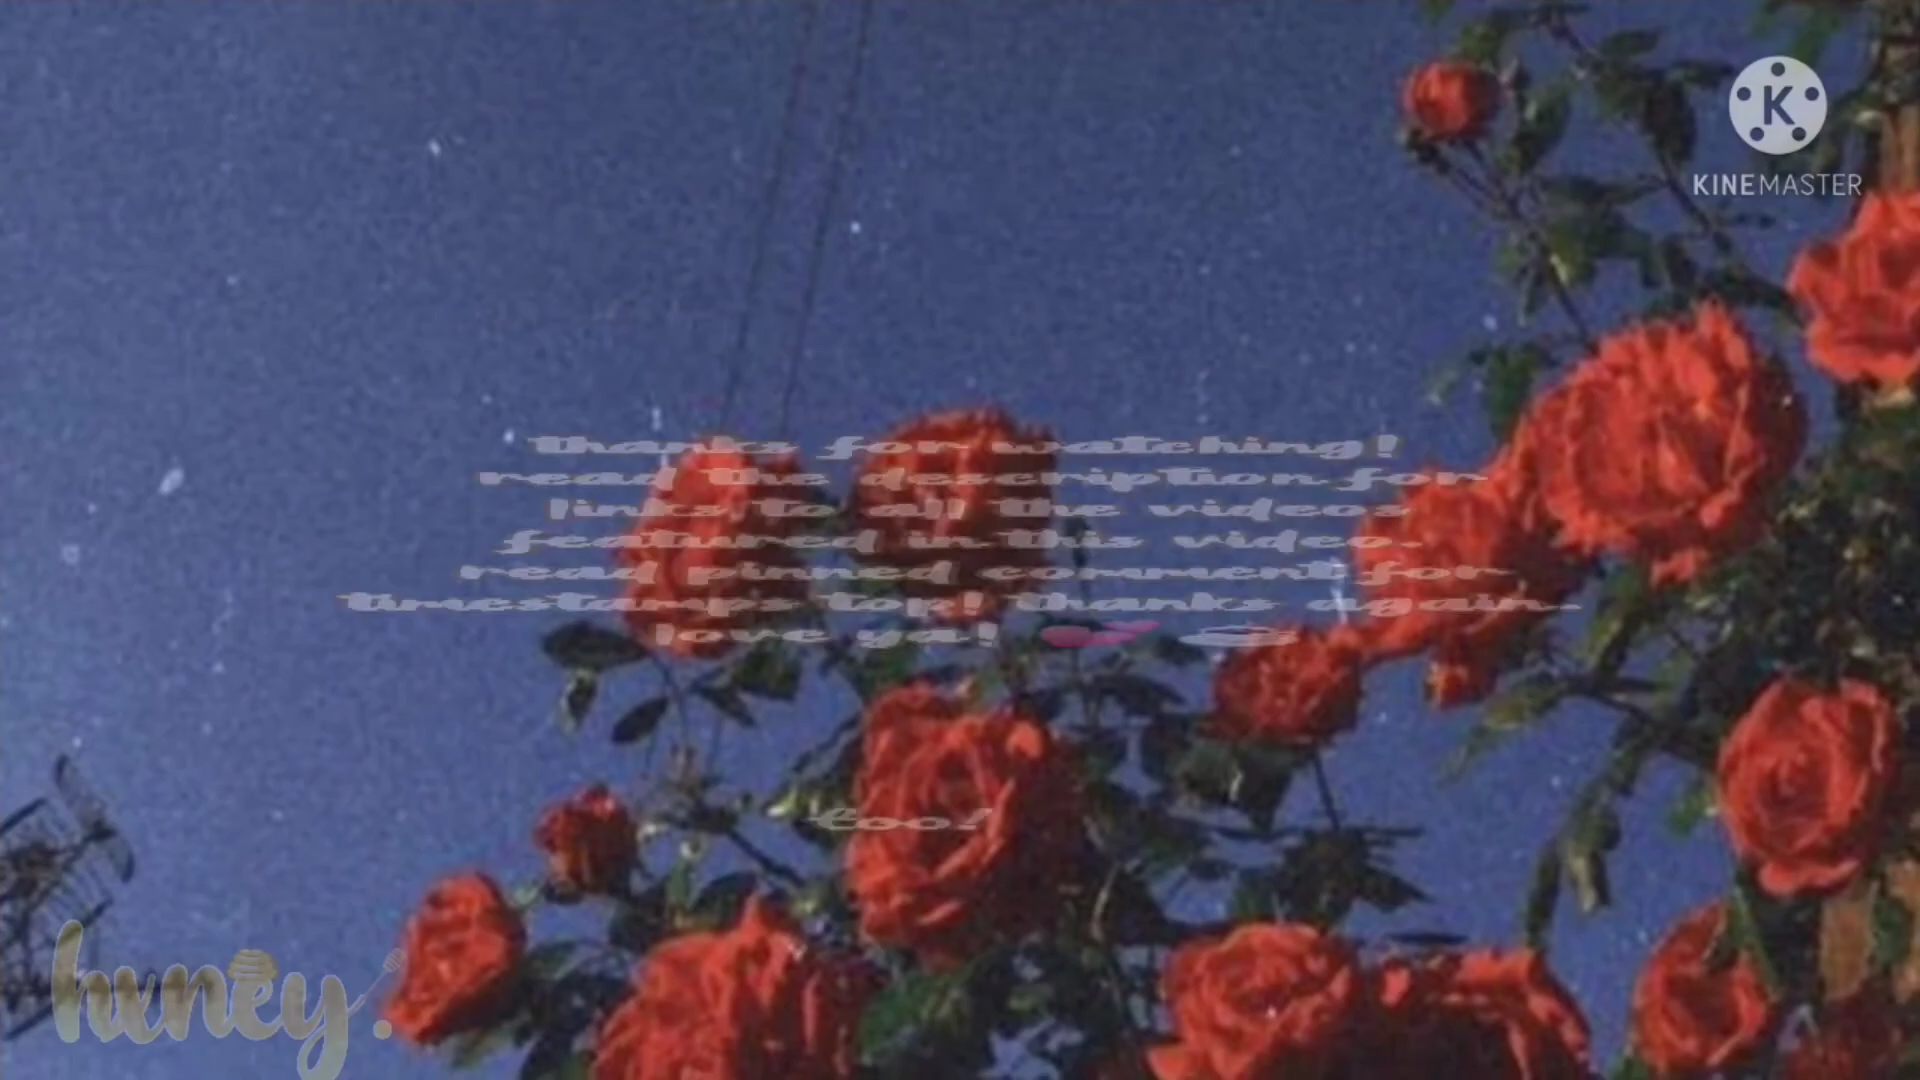 KINEMASTER
thanks for watching!
read the description for
links to all the videos
featured in this video.
read pinned comment for
timestamps too! thanks again.
love ya!
too!
hxney.